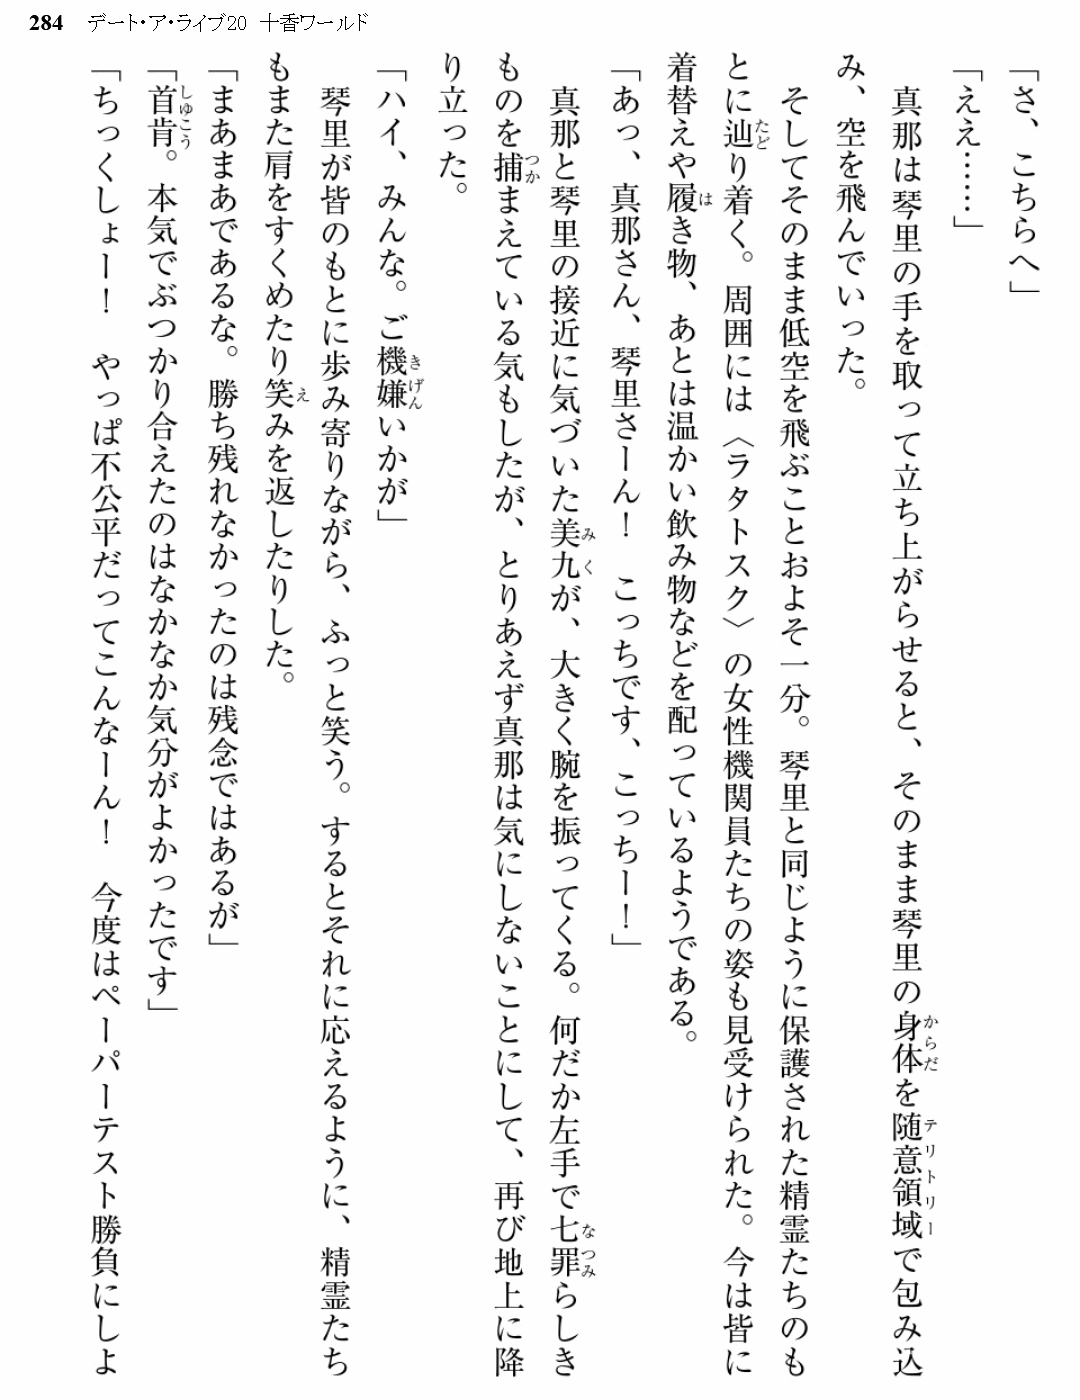 284 デート・ア・ライブ20 十香ワールド
「さ、こちらへ」
「ええ……」
　真那は琴里の手を取って立ち上がらせると、そのまま琴里の身体を随意領域で包み込
み、空を飛んでいった。
　そしてそのまま低空を飛ぶことおよそ一分。琴里と同じように保護された精霊たちのも
とに辿り着く。周囲には〈ラタトスク〉の女性機関員たちの姿も見受けられた。今は皆に
着替えや履き物、あとは温かい飲み物などを配っているようである。
「あっ、真那さん、琴里さーん！　こっちです、こっちー！」
　真那と琴里の接近に気づいた美九が、大きく腕を振ってくる。何だか左手で七罪らしき
ものを捕まえている気もしたが、とりあえず真那は気にしないことにして、再び地上に降
り立った。
「ハイ、みんな。ご機嫌いかが」
　琴里が皆のもとに歩み寄りながら、ふっと笑う。するとそれに応えるように、精霊たち
もまた肩をすくめたり笑みを返したりした。
「まあまあであるな。勝ち残れなかったのは残念ではあるが」
「首肯。本気でぶつかり合えたのはなかなか気分がよかったです」
「ちっくしょー！　やっぱ不公平だってこんなーん！　今度はペーパーテスト勝負にしよ